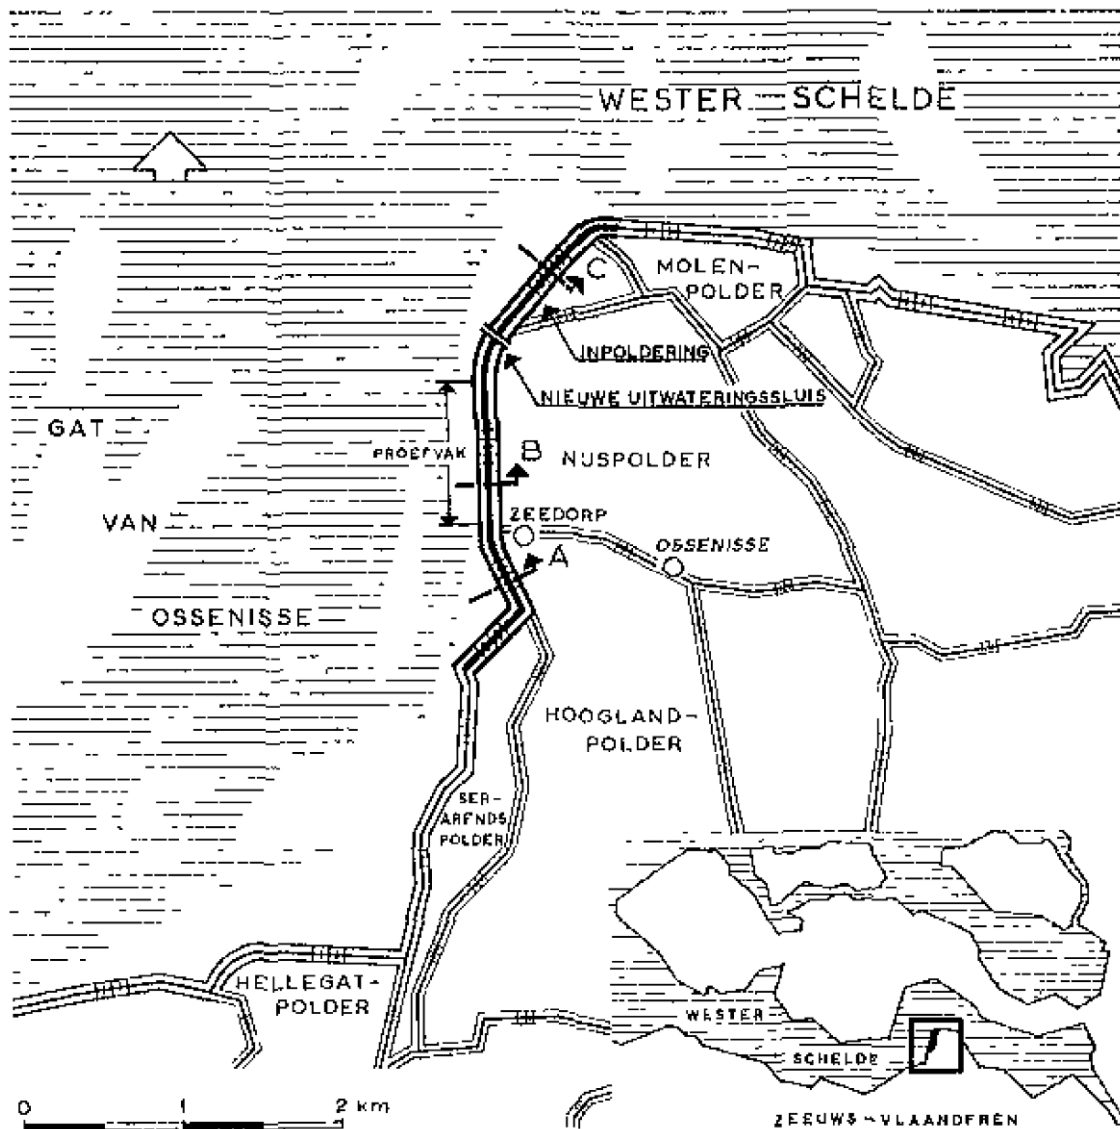 WESTER SCHELDE
C
MOLEN-
POLDER
INPOLDERING
NIEUWE UITWATERINGSSLUIS
GAT
PROEFVAK
B
NIJSPOLDER
VAN
ZEEDORP
A
OSSENISSE
OSSENISSE
HOOGLAND-
POLDER
SER-
ARENDS
POLDER
HELLEGAT-
POLDER
WESTER
SCHELDE
0 1 2 km
ZEEUWS-VLAANDEREN